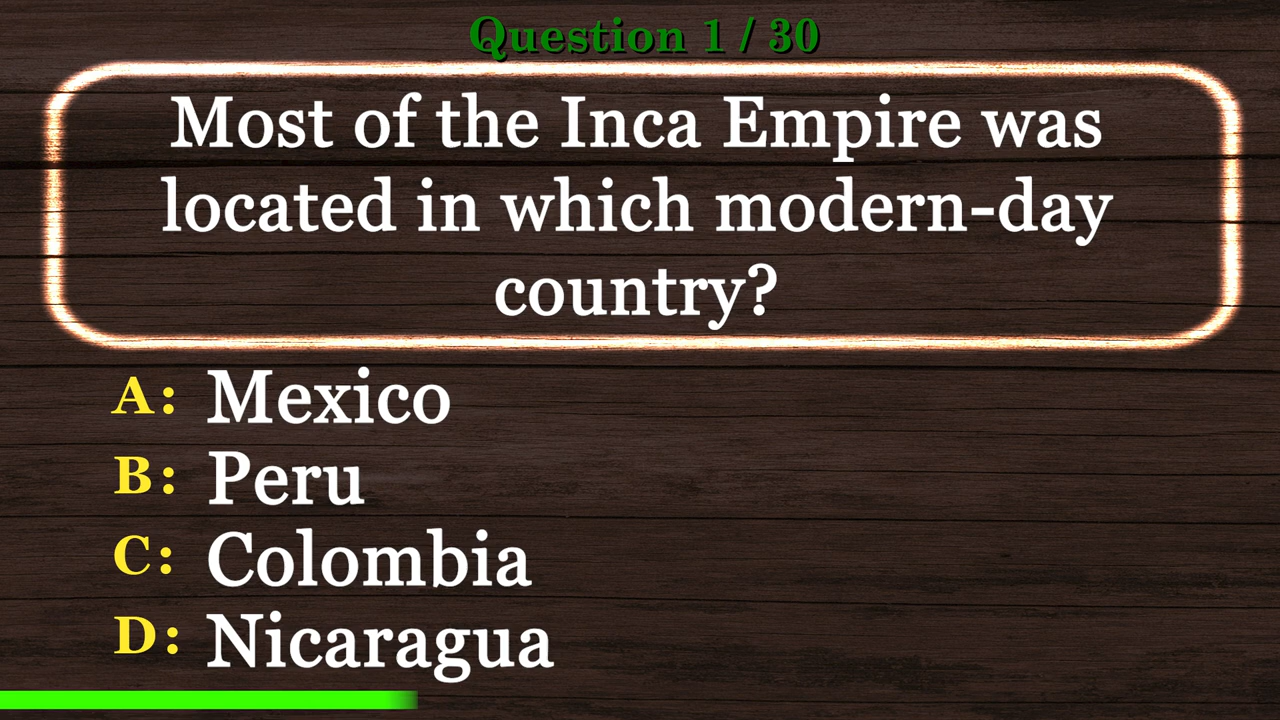 Question 1 / 30
Most of the Inca Empire was
located in which modern-day
country?
A: Mexico
B: Peru
C: Colombia
D: Nicaragua